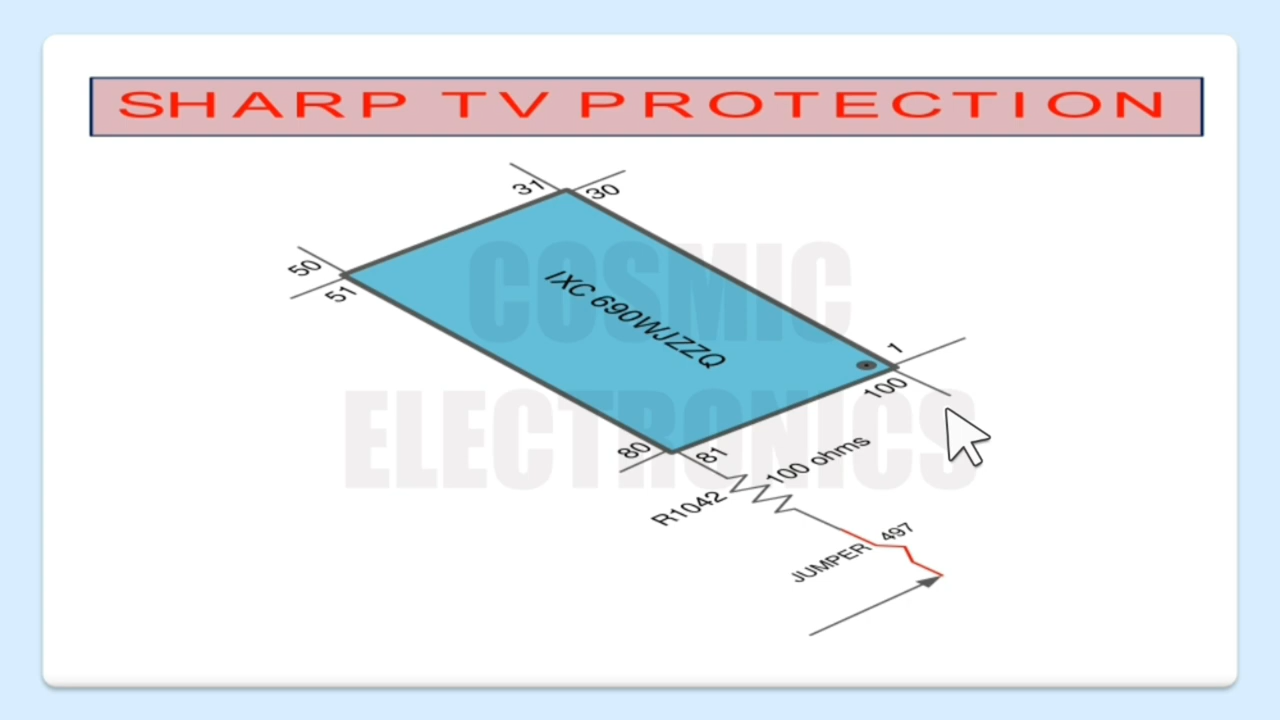 SHARP TV PROTECTION
31
30
50
51
IXC 690WJZZQ
1
100
80
81
100 ohms
R1042
JUMPER 497
COSMIC
ELECTRONICS